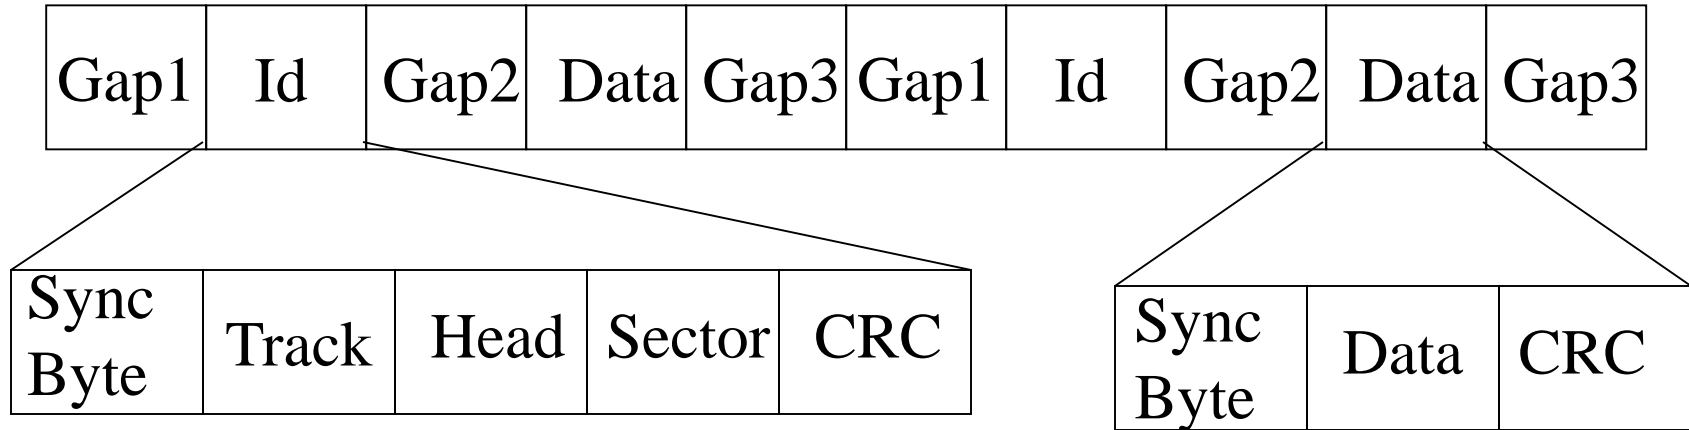 Gap1 Id Gap2 Data Gap3 Gap1 Id Gap2 Data Gap3
Sync Byte Track Head Sector CRC
Sync Byte Data CRC